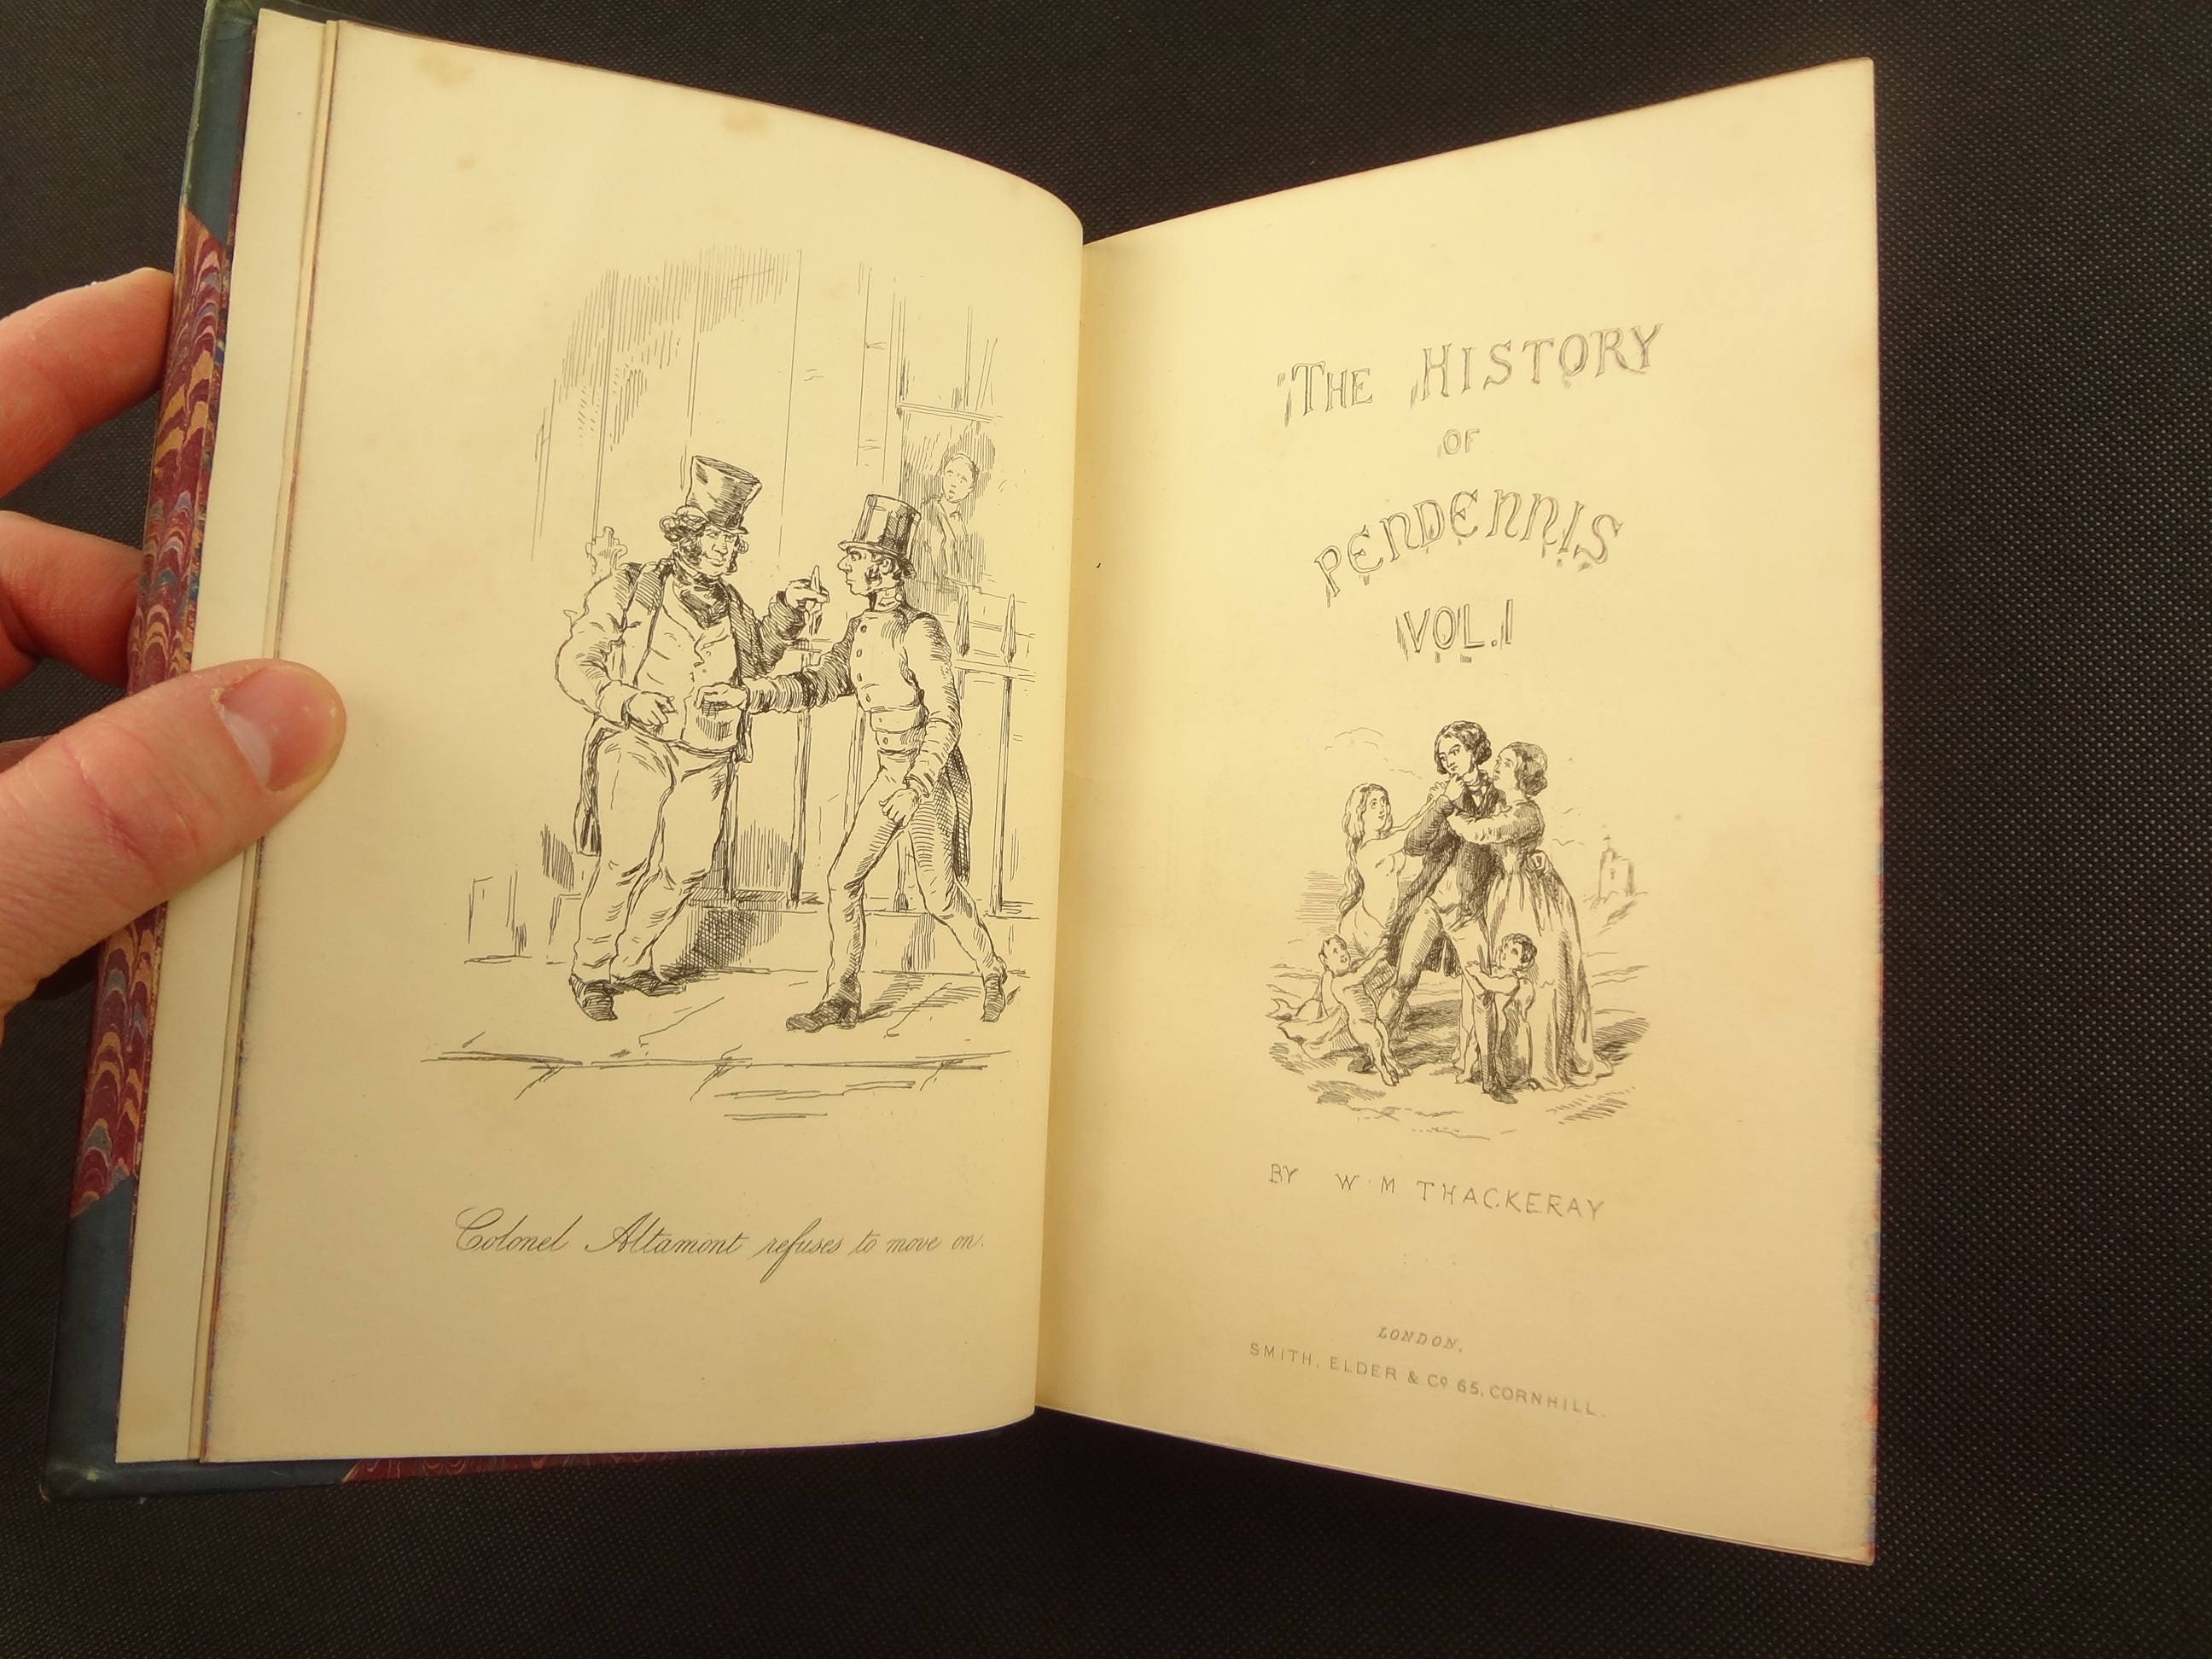 Colonel Altamont refuses to move on.
THE HISTORY
OF
PENDENNIS
VOL. I
BY W. M THACKERAY
LONDON,
SMITH, ELDER & Co 65, CORNHILL.